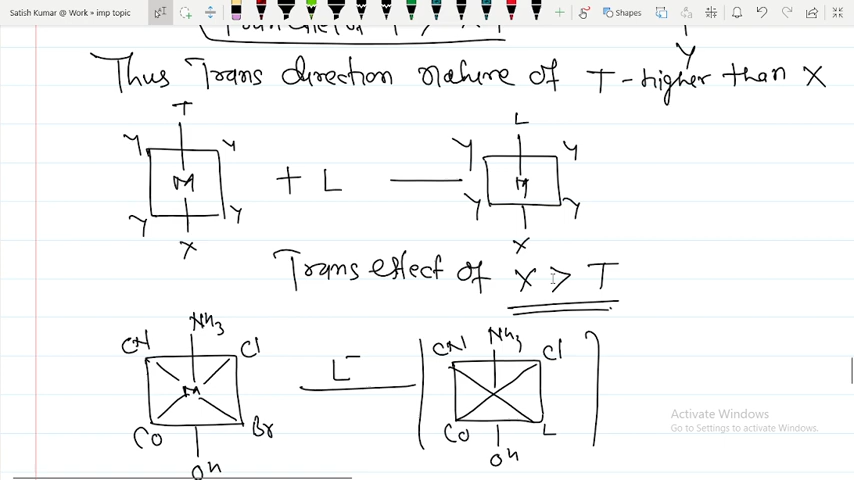 Satish Kumar @ Work » imp topic
Shapes
Y
Thus Trans direction nature of T-higher than X
T
Y Y
M
Y Y
X
+ L
L
Y Y
M
Y Y
X
Trans effect of X > T
NH3
CN Cl
M
CO Br
OH
L-
NH3
CN Cl
CO L
OH
Activate Windows
Go to Settings to activate Windows.